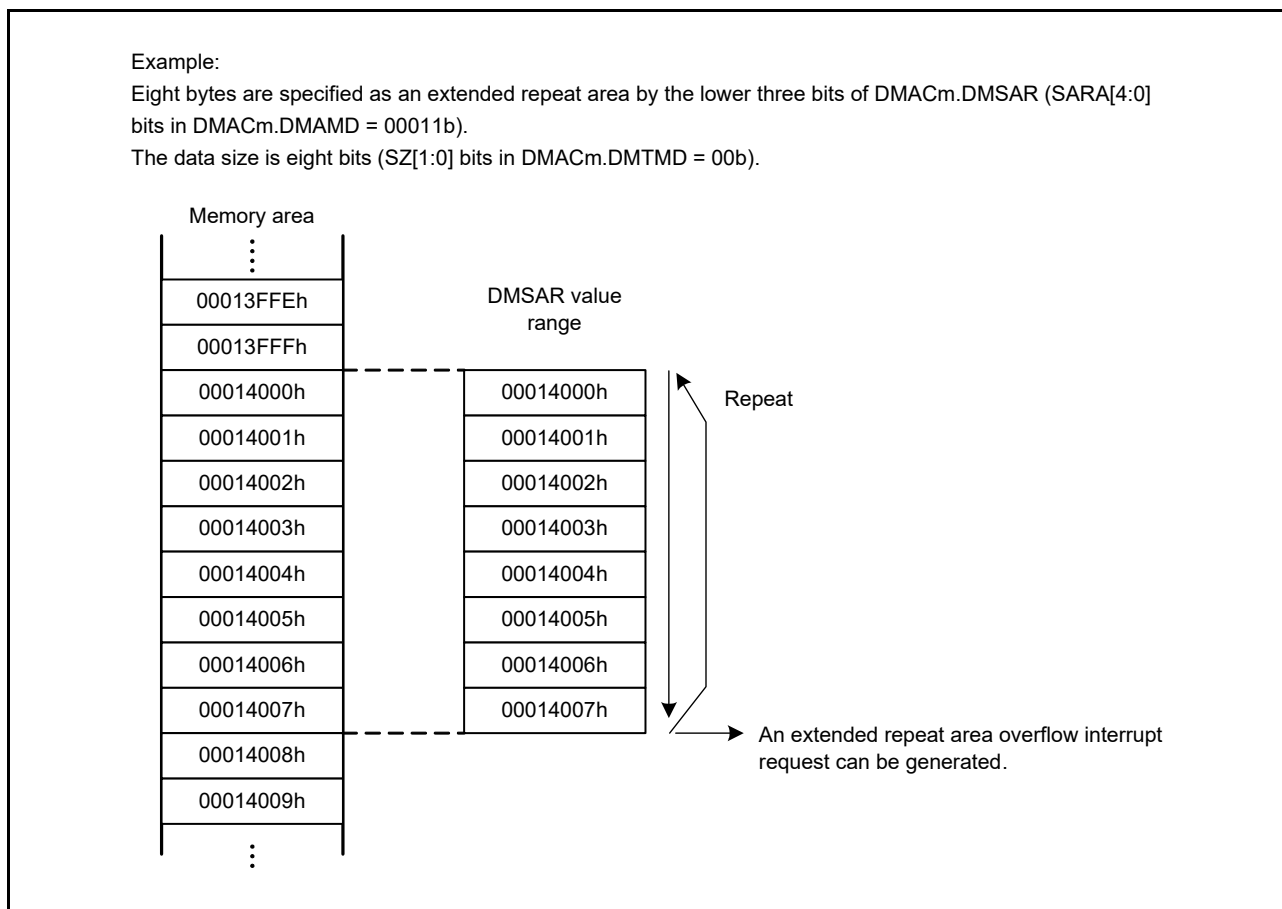 Example:
Eight bytes are specified as an extended repeat area by the lower three bits of DMACm.DMSAR (SARA[4:0]
bits in DMACm.DMAMD = 00011b).
The data size is eight bits (SZ[1:0] bits in DMACm.DMTMD = 00b).
Memory area
00013FFEh
00013FFFh
00014000h
00014001h
00014002h
00014003h
00014004h
00014005h
00014006h
00014007h
00014008h
00014009h
DMSAR value
range
00014000h
00014001h
00014002h
00014003h
00014004h
00014005h
00014006h
00014007h
Repeat
An extended repeat area overflow interrupt
request can be generated.